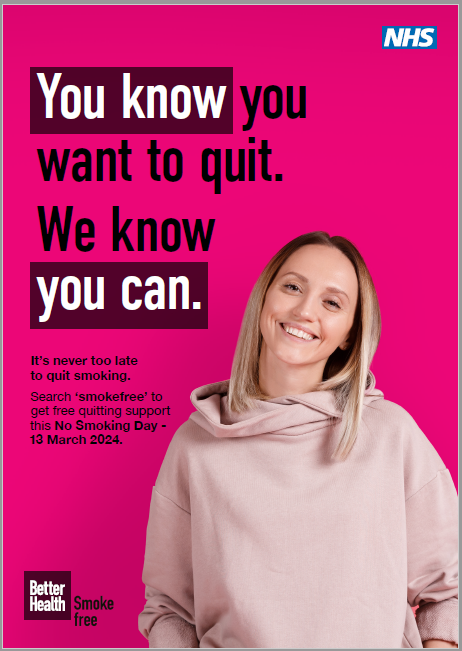 NHS
You know you
want to quit.
We know
you can.
It's never too late
to quit smoking.
Search 'smokefree' to
get free quitting support
this No Smoking Day -
13 March 2024.
Better
Health
Smoke
free